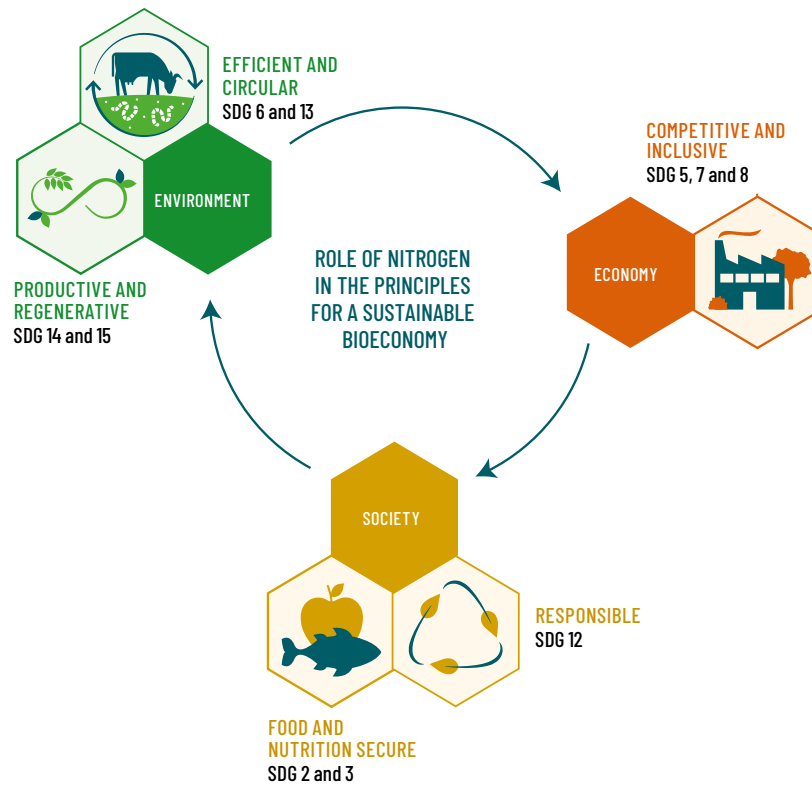 EFFICIENT AND
CIRCULAR
SDG 6 and 13
ENVIRONMENT
PRODUCTIVE AND
REGENERATIVE
SDG 14 and 15
ROLE OF NITROGEN
IN THE PRINCIPLES
FOR A SUSTAINABLE
BIOECONOMY
COMPETITIVE AND
INCLUSIVE
SDG 5, 7 and 8
ECONOMY
SOCIETY
RESPONSIBLE
SDG 12
FOOD AND
NUTRITION SECURE
SDG 2 and 3